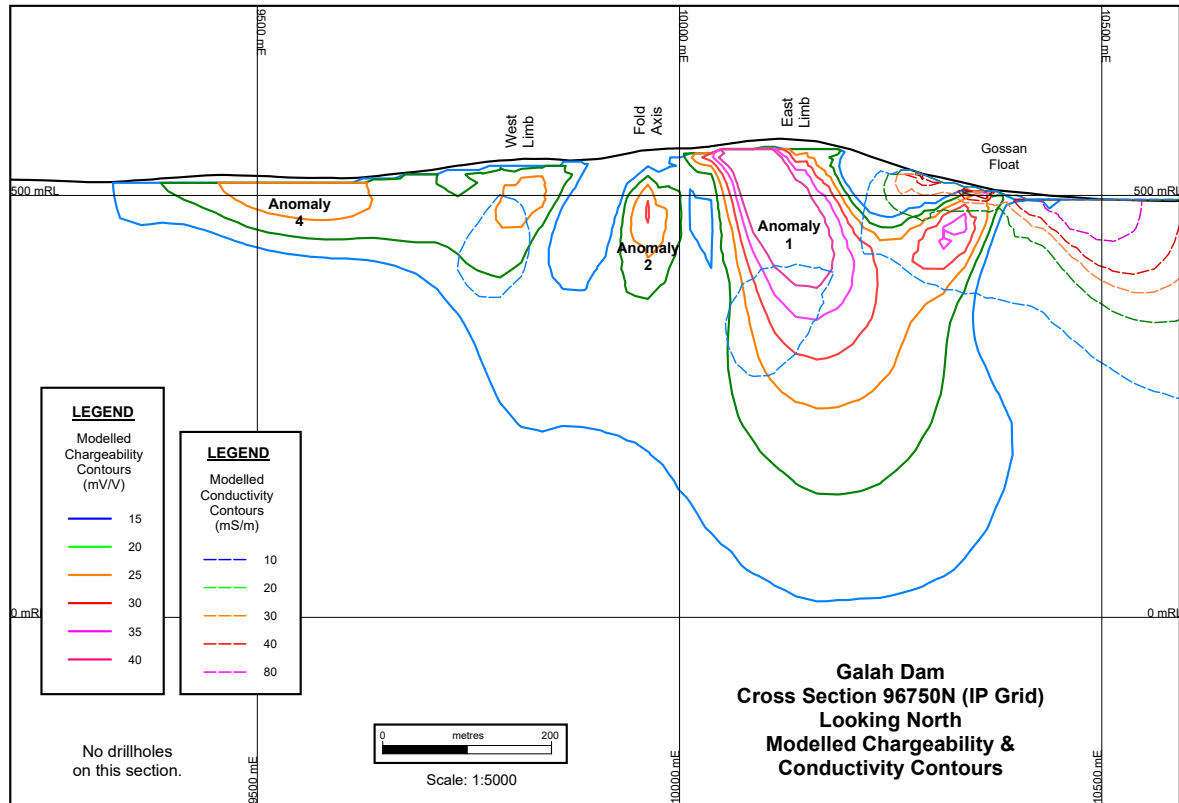 9500 mE
10000 mE
10500 mE
West
Limb
Fold
Axis
East
Limb
Gossan
Float
500 mRL
500 mRL
Anomaly
4
Anomaly
2
Anomaly
1
LEGEND
Modelled
Chargeability
Contours
(mV/V)
15
20
25
30
35
40
LEGEND
Modelled
Conductivity
Contours
(mS/m)
10
20
30
40
80
0 mRL
0 mRL
Galah Dam
Cross Section 96750N (IP Grid)
Looking North
Modelled Chargeability &
Conductivity Contours
No drillholes
on this section.
0 metres 200
Scale: 1:5000
9500 mE
10000 mE
10500 mE